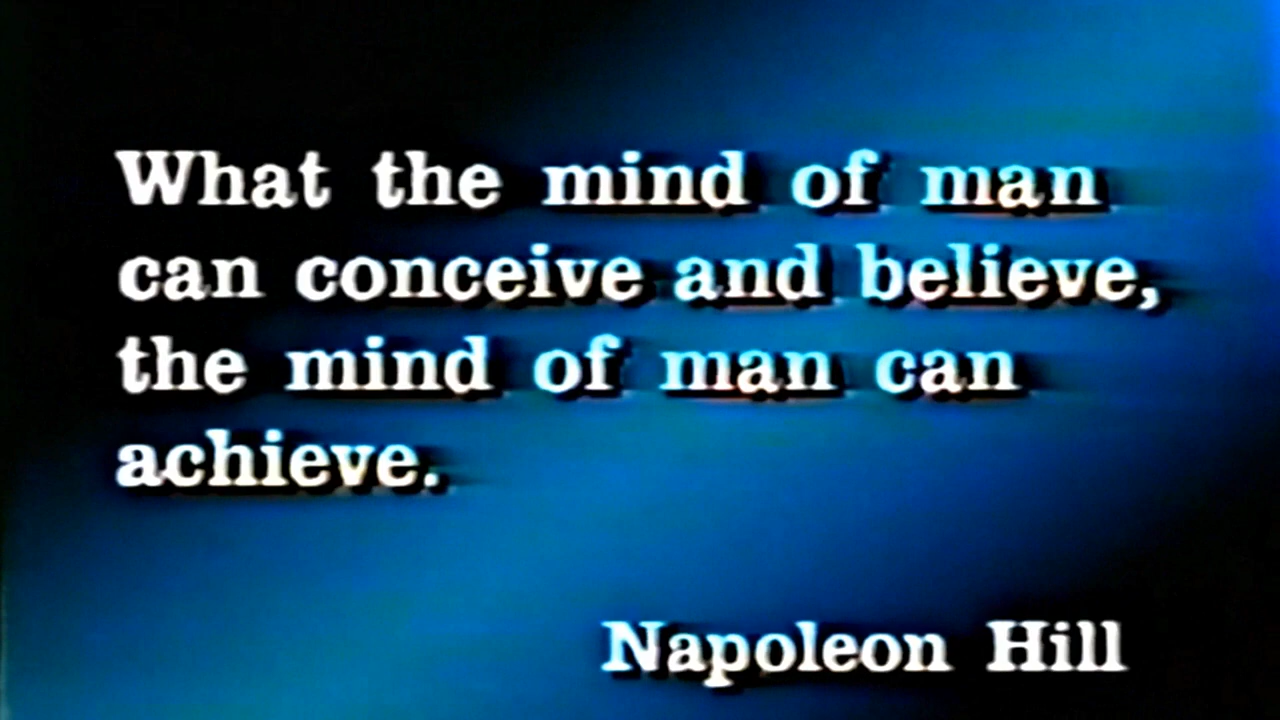 What the mind of man
can conceive and believe,
the mind of man can
achieve.
Napoleon Hill